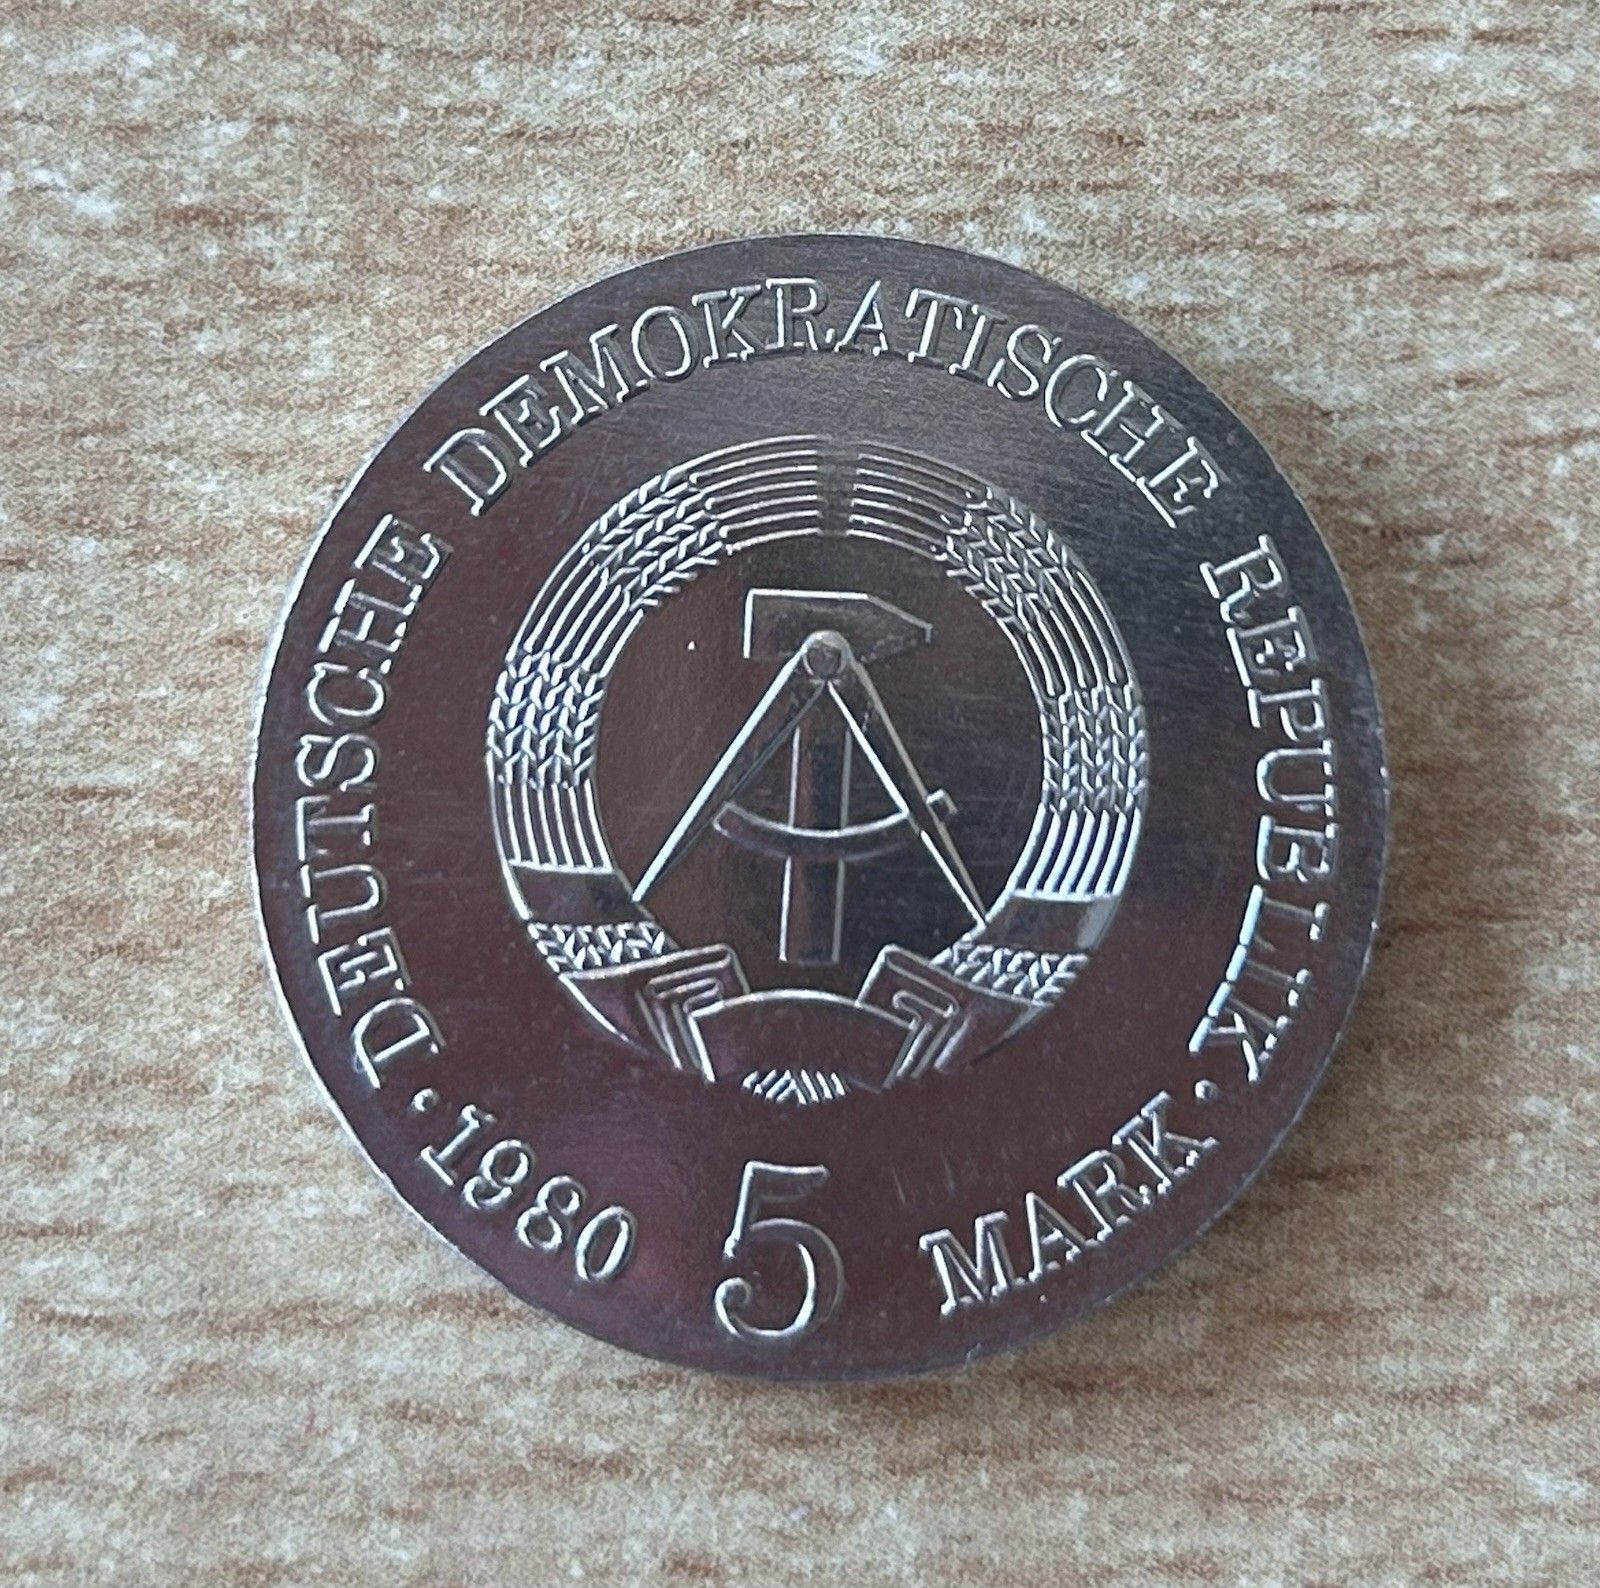 DEUTSCHE DEMOKRATISCHE REPUBLIK
· 1980 5 MARK ·